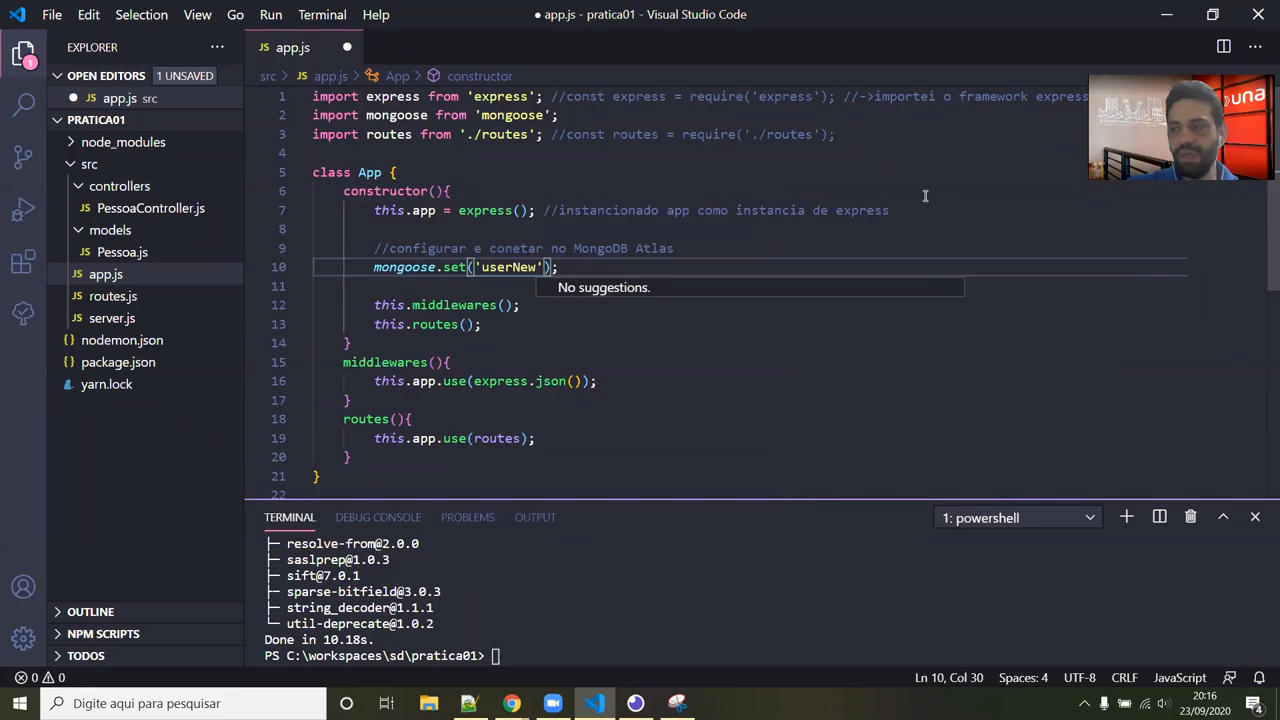 File Edit Selection View Go Run Terminal Help
app.js - pratica01 - Visual Studio Code
EXPLORER
OPEN EDITORS 1 UNSAVED
app.js src
PRATICA01
node_modules
src
controllers
PessoaController.js
models
Pessoa.js
app.js
routes.js
server.js
nodemon.json
package.json
yarn.lock
OUTLINE
NPM SCRIPTS
TODOS
1
JS app.js
src > JS app.js > App > constructor
1 import express from 'express'; //const express = require('express'); //->importei o framework express
2 import mongoose from 'mongoose';
3 import routes from './routes'; //const routes = require('./routes');
4
5 class App {
6 constructor(){
7 this.app = express(); //instancionado app como instancia de express
8
9 //configurar e conetar no MongoDB Atlas
10 mongoose.set('userNew');
No suggestions.
11
12 this.middlewares();
13 this.routes();
14 }
15 middlewares(){
16 this.app.use(express.json());
17 }
18 routes(){
19 this.app.use(routes);
20 }
21 }
22
una
TERMINAL DEBUG CONSOLE PROBLEMS OUTPUT
1: powershell
├─ resolve-from@2.0.0
├─ saslprep@1.0.3
├─ sift@7.0.1
├─ sparse-bitfield@3.0.3
├─ string_decoder@1.1.1
└─ util-deprecate@1.0.2
Done in 10.18s.
PS C:\workspaces\sd\pratica01>
0 0
Ln 10, Col 30 Spaces: 4 UTF-8 CRLF JavaScript
Digite aqui para pesquisar
20:16
23/09/2020
4